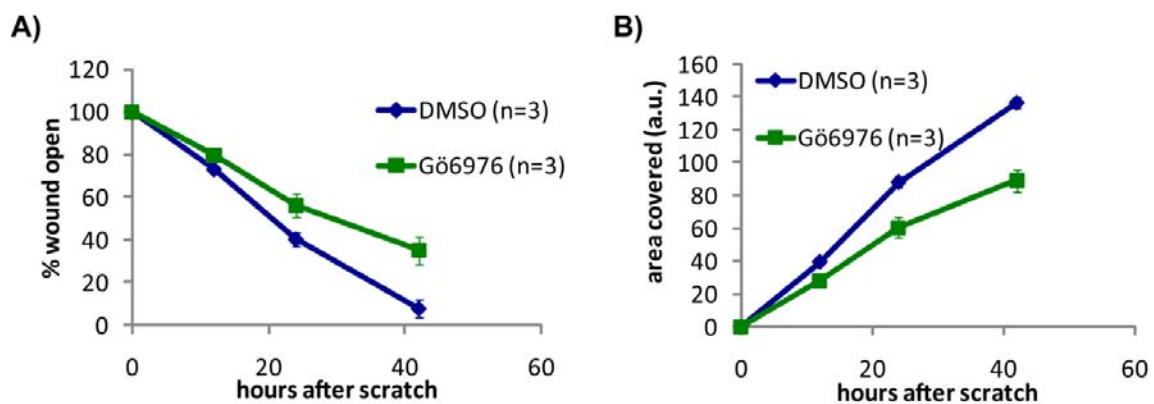 A)
120
100
80
60
40
20
0
% wound open
DMSO (n=3)
Gö6976 (n=3)
0 20 40 60
hours after scratch
B)
160
140
120
100
80
60
40
20
0
area covered (a.u.)
DMSO (n=3)
Gö6976 (n=3)
0 20 40 60
hours after scratch